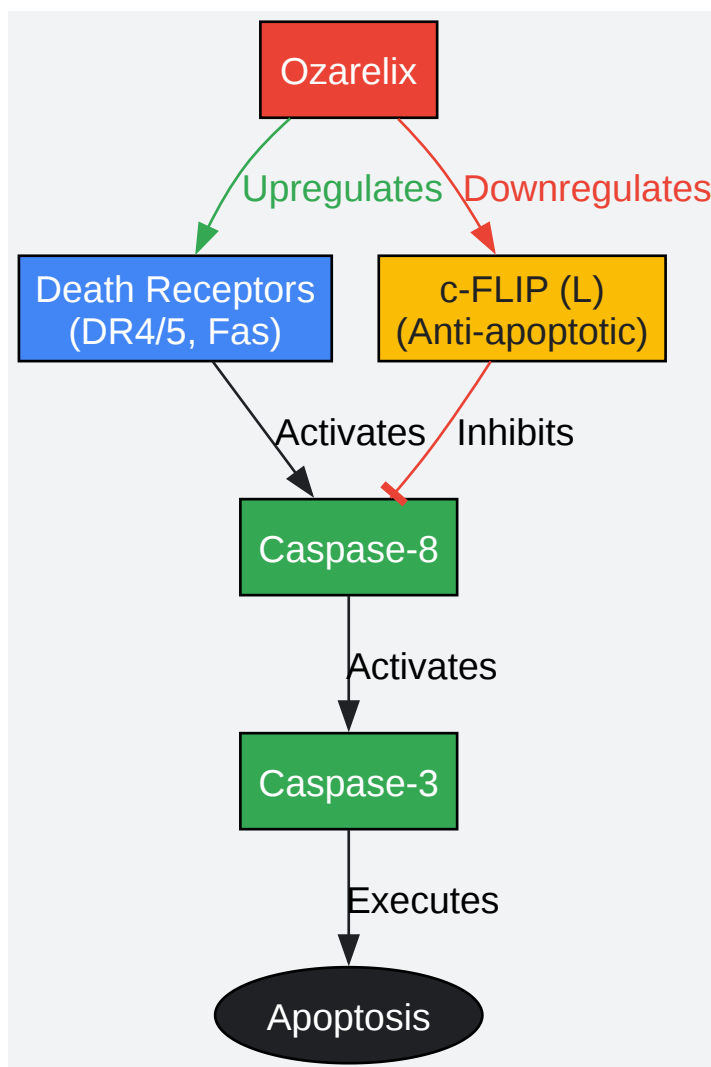 Ozarelix
Upregulates
Downregulates
Death Receptors
(DR4/5, Fas)
c-FLIP (L)
(Anti-apoptotic)
Activates
Inhibits
Caspase-8
Activates
Caspase-3
Executes
Apoptosis